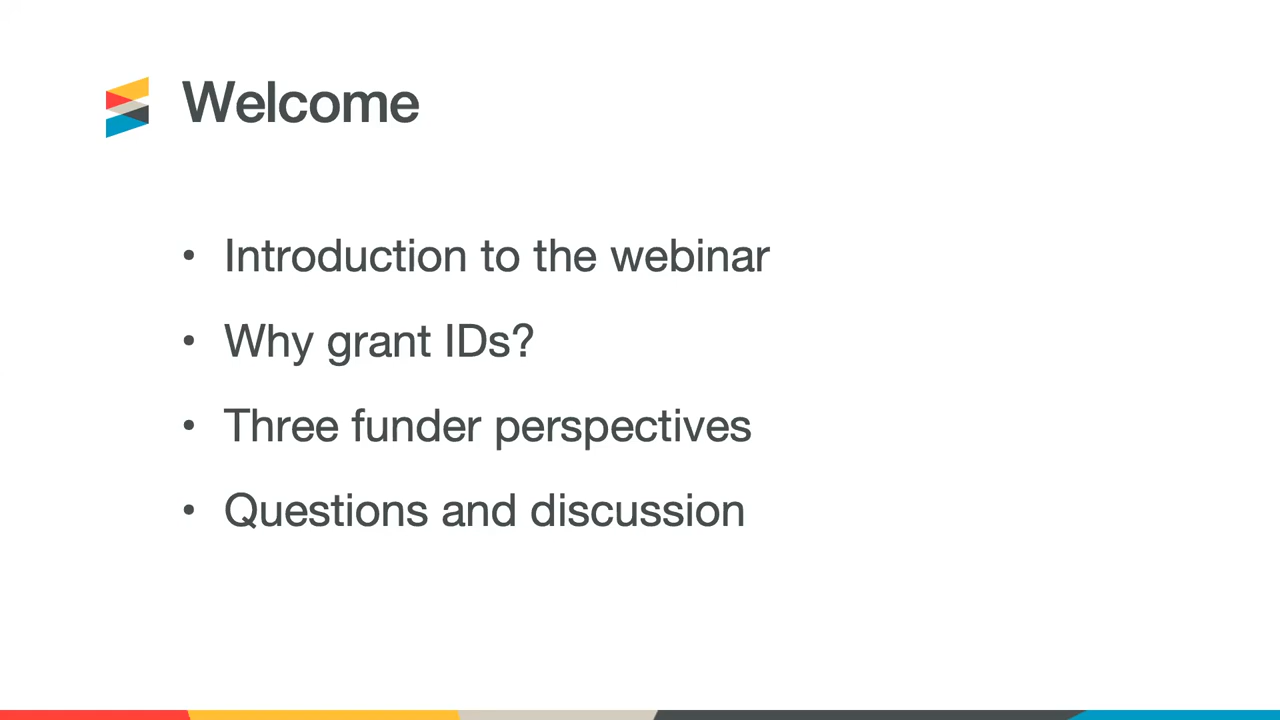 Welcome
• Introduction to the webinar
• Why grant IDs?
• Three funder perspectives
• Questions and discussion